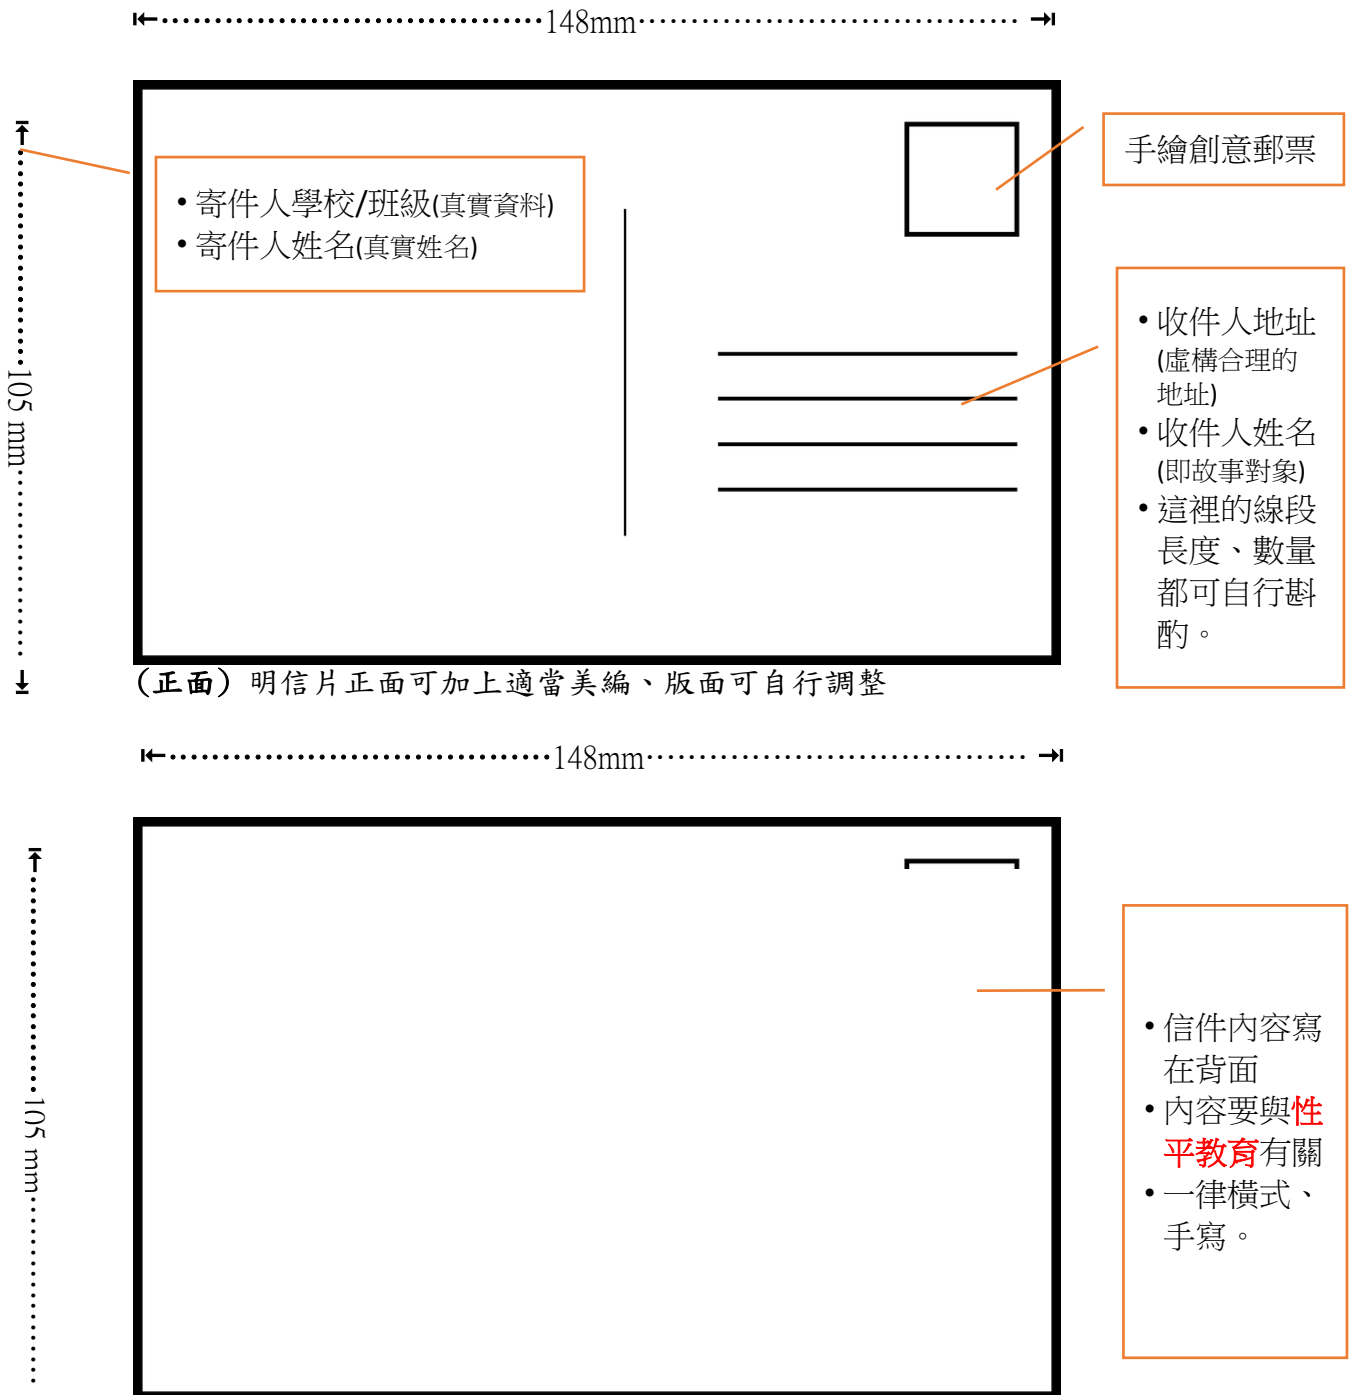 148mm
105 mm
• 寄件人學校/班級(真實資料)
• 寄件人姓名(真實姓名)
手繪創意郵票
• 收件人地址
(虛構合理的
地址)
• 收件人姓名
(即故事對象)
• 這裡的線段
長度、數量
都可自行斟
酌。
(正面) 明信片正面可加上適當美編、版面可自行調整
148mm
105 mm
• 信件內容寫
在背面
• 內容要與性
平教育有關
• 一律橫式、
手寫。